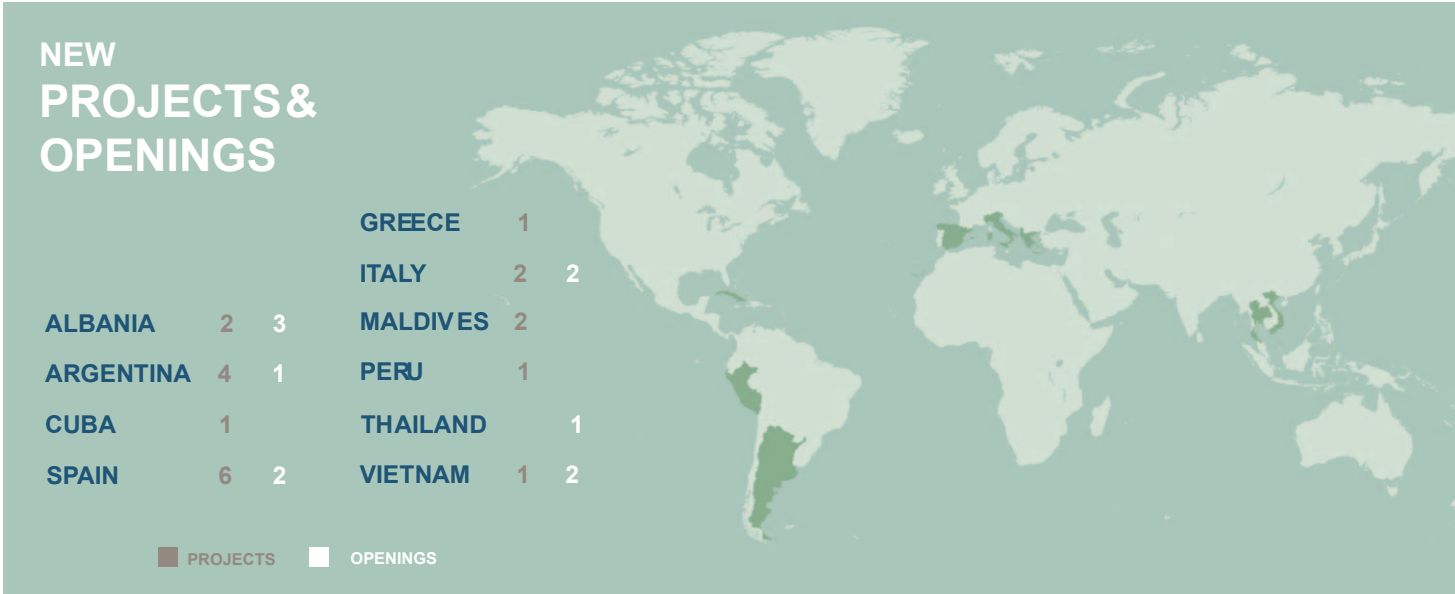 NEW
PROJECTS &
OPENINGS
ALBANIA 2 3
ARGENTINA 4 1
CUBA 1
SPAIN 6 2
GREECE 1
ITALY 2 2
MALDIVES 2
PERU 1
THAILAND 1
VIETNAM 1 2
PROJECTS OPENINGS